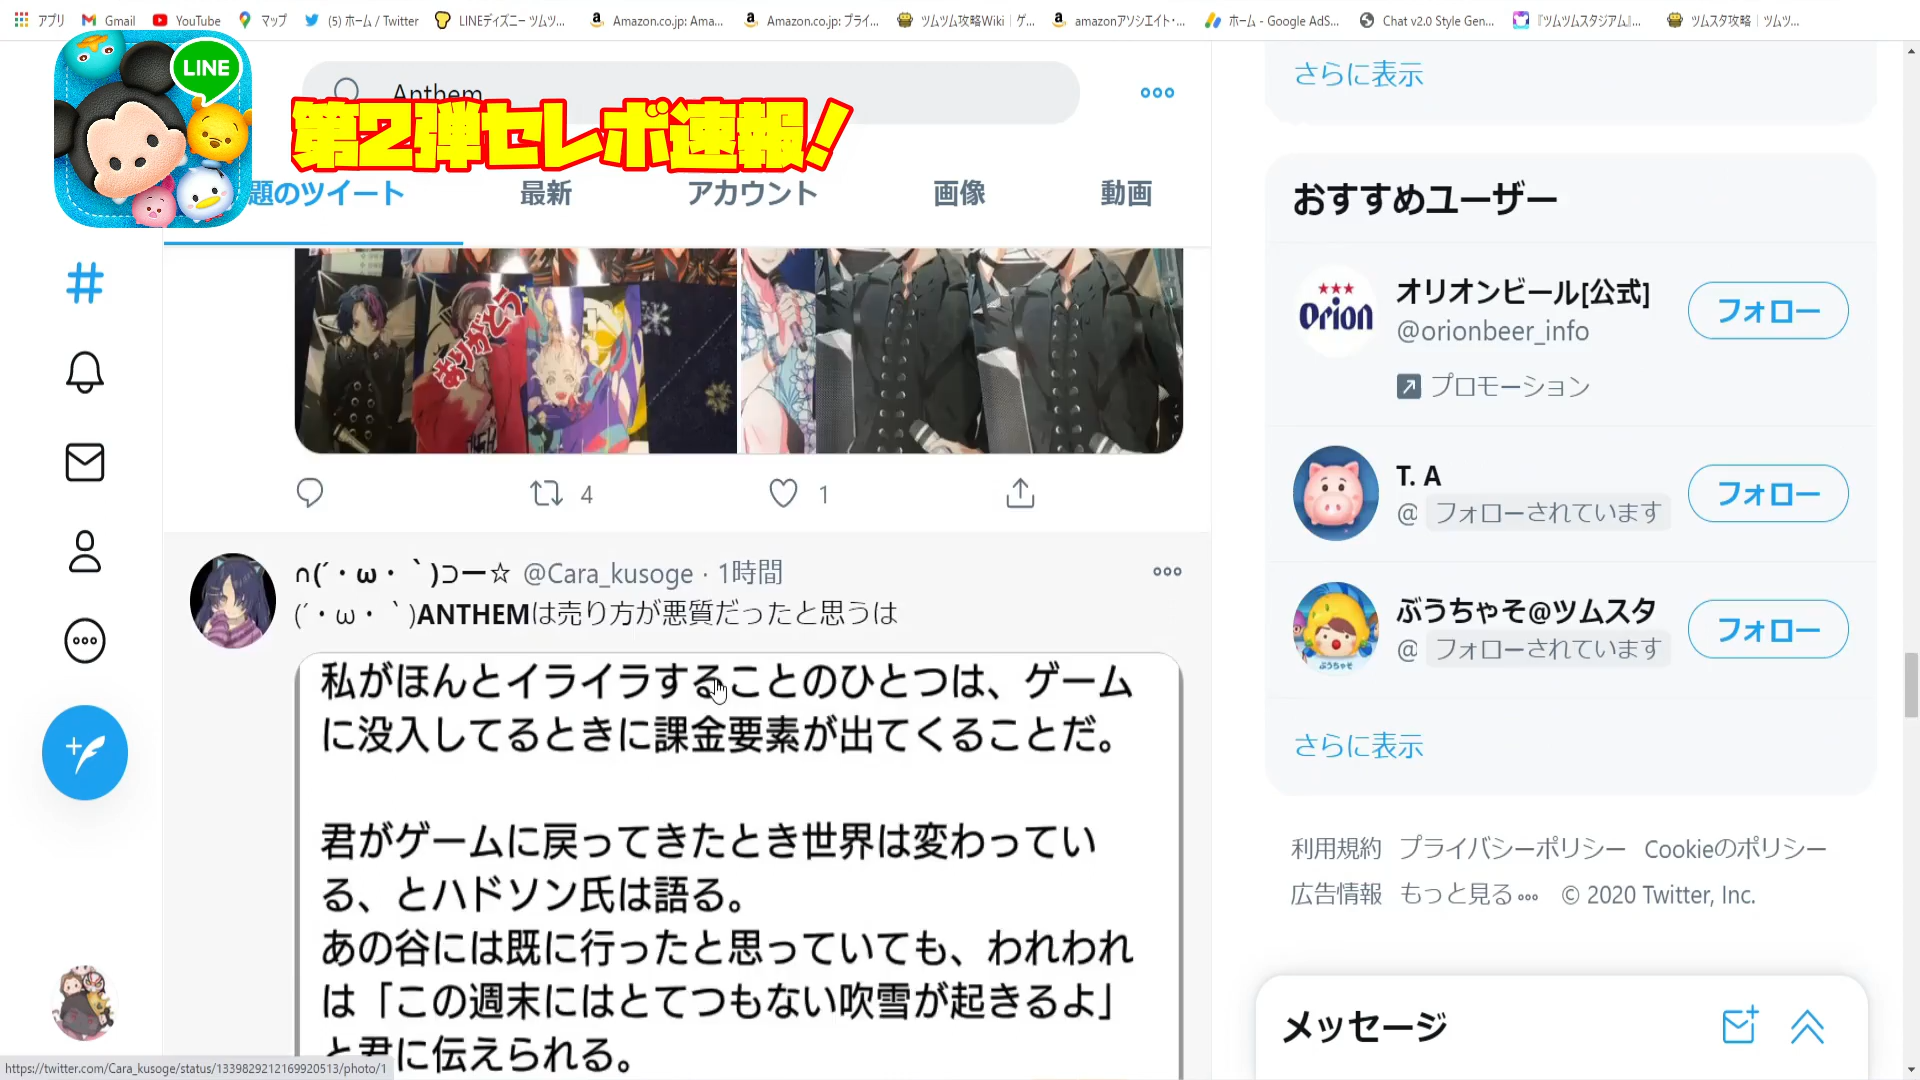 アプリ Gmail YouTube マップ (5) ホーム / Twitter LINEディズニー ツムツ... Amazon.co.jp: Ama... Amazon.co.jp: プライ... ツムツム攻略Wiki｜ゲ... amazonアソシエイト・... ホーム - Google AdS... Chat v2.0 Style Gen... 『ツムツムスタジアム』... ツムスタ攻略｜ツムツ...
LINE
Anthem
第2弾セレボ速報!
題のツイート 最新 アカウント 画像 動画
ありがとう
4 1
∩(´・ω・｀)⊃ー☆ @Cara_kusoge · 1時間
(´・ω・｀)ANTHEMは売り方が悪質だったと思うは
私がほんとイライラすることのひとつは、ゲーム
に没入してるときに課金要素が出てくることだ。
君がゲームに戻ってきたとき世界は変わってい
る、とハドソン氏は語る。
あの谷には既に行ったと思っていても、われわれ
は「この週末にはとてつもない吹雪が起きるよ」
と君に伝えられる。
https://twitter.com/Cara_kusoge/status/1339829212169920513/photo/1
さらに表示
おすすめユーザー
Orion
オリオンビール[公式]
@orionbeer_info
フォロー
プロモーション
T. A
@ フォローされています
フォロー
ぶうちゃそ@ツムスタ
@ フォローされています
フォロー
ぶうちゃそ
さらに表示
利用規約 プライバシーポリシー Cookieのポリシー
広告情報 もっと見る © 2020 Twitter, Inc.
メッセージ